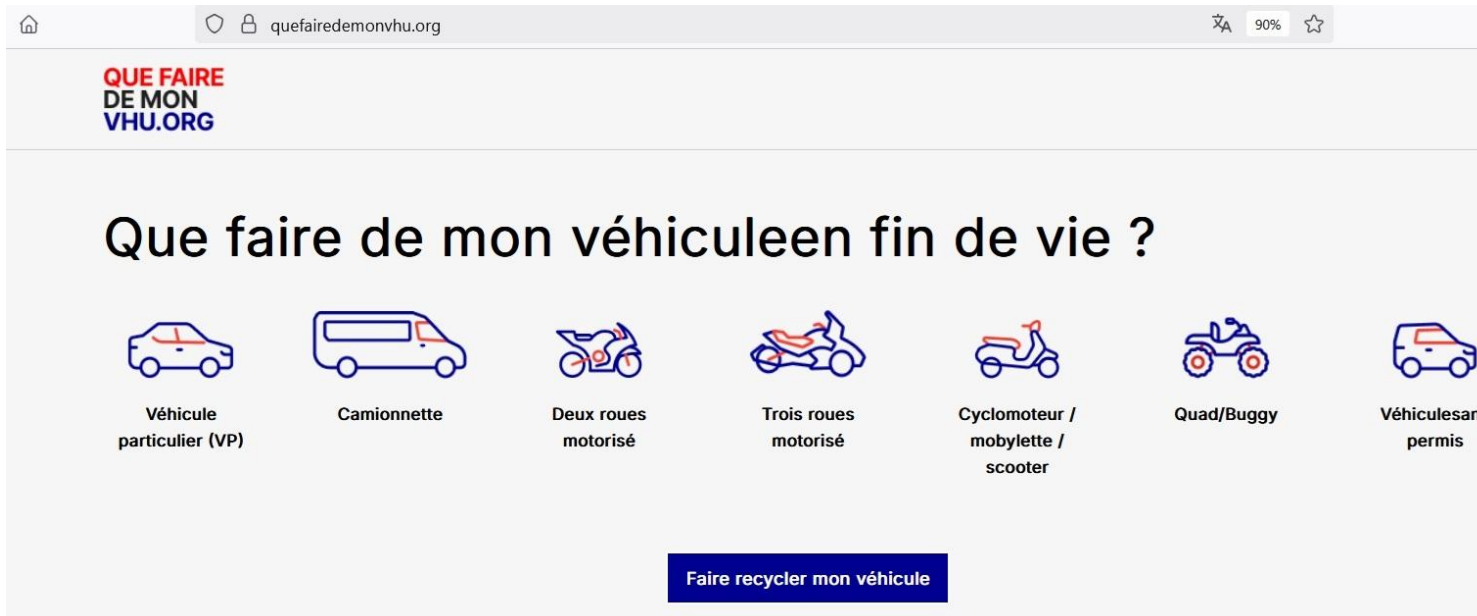 quefairedemonvhu.org
90%
QUE FAIRE
DE MON
VHU.ORG
Que faire de mon véhiculeen fin de vie ?
Véhicule
particulier (VP)
Camionnette
Deux roues
motorisé
Trois roues
motorisé
Cyclomoteur /
mobylette /
scooter
Quad/Buggy
permis
Faire recycler mon véhicule